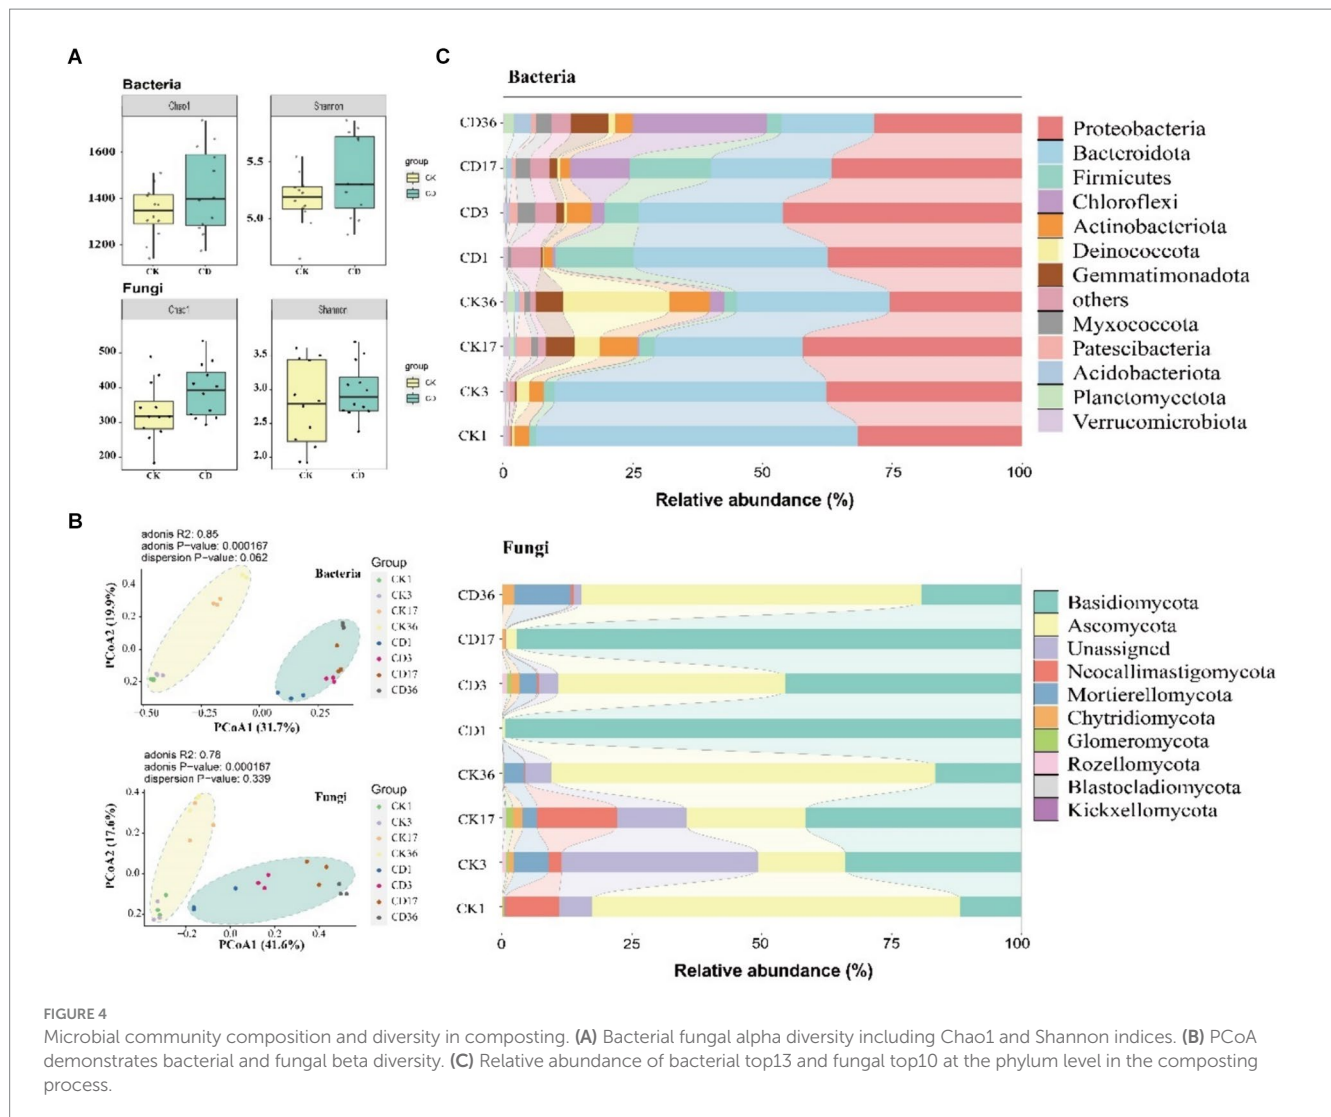 A
Bacteria
Chao1
Shannon
1600
1400
1200
5.5
5.0
CK
CD
CK
CD
group
CK
CD
Fungi
Chao1
Shannon
500
400
300
200
3.5
3.0
2.5
2.0
CK
CD
CK
CD
group
CK
CD
B
adonis R2: 0.85
adonis P-value: 0.000167
dispersion P-value: 0.062
Bacteria
PCoA2 (19.9%)
0.4
0.2
0.0
0.2
-0.50
-0.25
0.00
0.25
PCoA1 (31.7%)
Group
CK1
CK3
CK17
CK36
CD1
CD3
CD17
CD36
adonis R2: 0.78
adonis P-value: 0.000167
dispersion P-value: 0.339
Fungi
PCoA2 (17.6%)
0.4
0.2
0.0
0.2
-0.2
0.0
0.2
0.4
PCoA1 (41.6%)
Group
CK1
CK3
CK17
CK36
CD1
CD3
CD17
CD36
C
Bacteria
CD36
CD17
CD3
CD1
CK36
CK17
CK3
CK1
0
25
50
75
100
Relative abundance (%)
Proteobacteria
Bacteroidota
Firmicutes
Chloroflexi
Actinobacteriota
Deinococcota
Gemmatimonadota
others
Myxococcota
Patescibacteria
Acidobacteriota
Planctomycetota
Verrucomicrobiota
Fungi
CD36
CD17
CD3
CD1
CK36
CK17
CK3
CK1
0
25
50
75
100
Relative abundance (%)
Basidiomycota
Ascomycota
Unassigned
Neocallimastigomycota
Mortierellomycota
Chytridiomycota
Glomeromycota
Rozellomycota
Blastocladiomycota
Kickxellomycota
FIGURE 4
Microbial community composition and diversity in composting. (A) Bacterial fungal alpha diversity including Chao1 and Shannon indices. (B) PCoA
demonstrates bacterial and fungal beta diversity. (C) Relative abundance of bacterial top13 and fungal top10 at the phylum level in the composting
process.